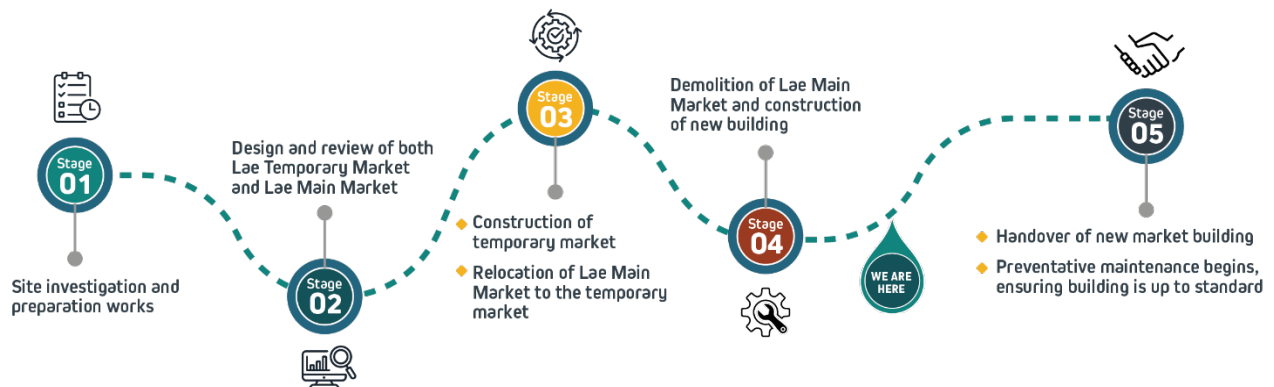 Stage
01
Site investigation and
preparation works
Design and review of both
Lae Temporary Market
and Lae Main Market
Stage
02
Stage
03
Construction of
temporary market
Relocation of Lae Main
Market to the temporary
market
Demolition of Lae Main
Market and construction
of new building
Stage
04
WE ARE
HERE
Stage
05
Handover of new market building
Preventative maintenance begins,
ensuring building is up to standard